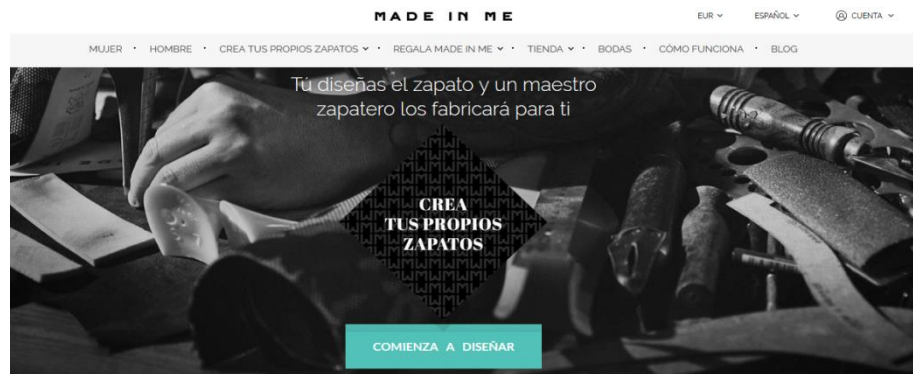 MADE IN ME
EUR
ESPAÑOL
CUENTA
MUJER · HOMBRE · CREA TUS PROPIOS ZAPATOS · REGALA MADE IN ME · TIENDA · BODAS · CÓMO FUNCIONA · BLOG
Tú diseñas el zapato y un maestro
zapatero los fabricará para ti
CREA
TUS PROPIOS
ZAPATOS
COMIENZA A DISEÑAR